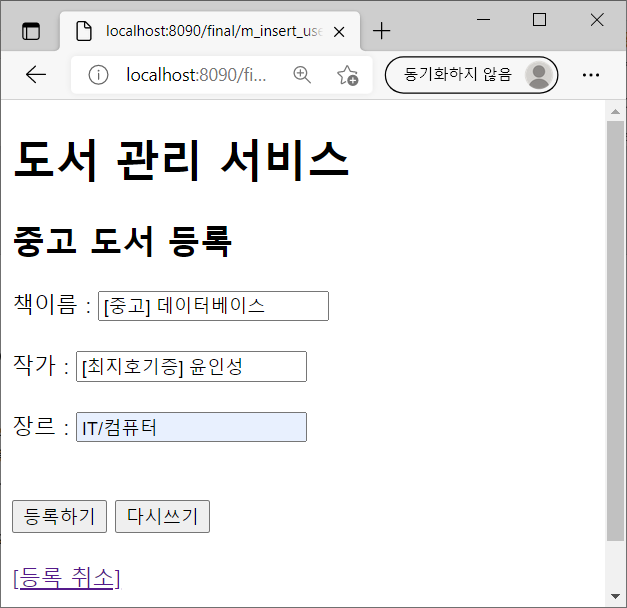 localhost:8090/final/m_insert_use
localhost:8090/fi...
동기화하지 않음
도서 관리 서비스
중고 도서 등록
책이름 : [중고] 데이터베이스
작가 : [최지호기증] 윤인성
장르 : IT/컴퓨터
등록하기 다시쓰기
[등록 취소]